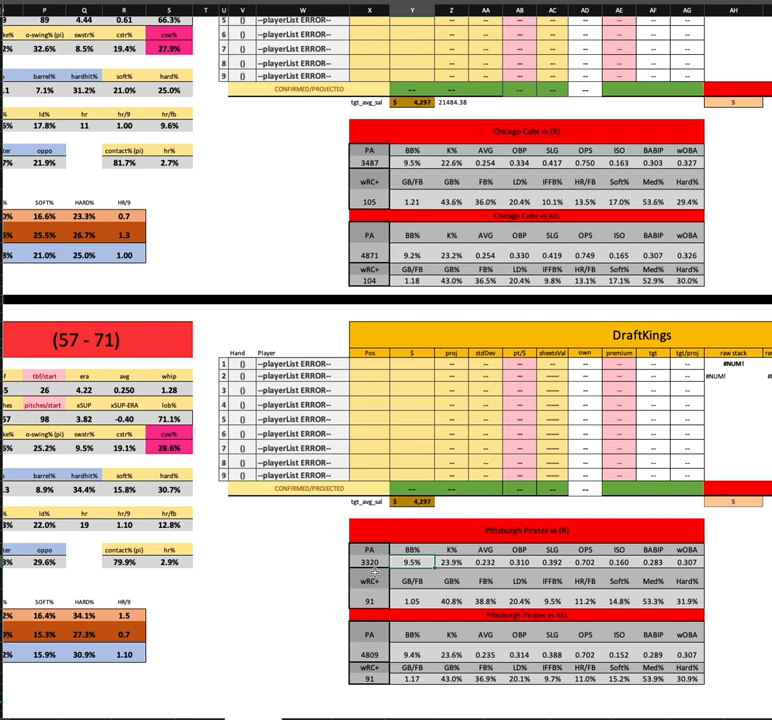 P Q R S T U V W X Y Z AA AB AC AD AE AF AG AH
89 4.44 0.61 66.3% 5 () --playerList ERROR-- -- -- -- -- -- -- -- --
ke% o-swing% (pi) swstr% cstr% csw% 6 () --playerList ERROR-- -- -- -- -- -- -- -- --
2% 32.6% 8.5% 19.4% 27.9% 7 () --playerList ERROR-- -- -- -- -- -- -- -- --
8 () --playerList ERROR-- -- -- -- -- -- -- -- --
barrel% hardhit% soft% hard% 9 () --playerList ERROR-- -- -- -- -- -- -- -- --
.1 7.1% 31.2% 21.0% 25.0% CONFIRMED/PROJECTED -- -- -- -- --
tgt_avg_sal $ 4,297 21484.38 5
% ld% hr hr/9 hr/fb
6% 17.8% 11 1.00 9.6%
Chicago Cubs vs (R)
ter oppo contact% (pi) hr% PA BB% K% AVG OBP SLG OPS ISO BABIP wOBA
7% 21.9% 81.7% 2.7% 3487 9.5% 22.6% 0.254 0.334 0.417 0.750 0.163 0.303 0.327
wRC+ GB/FB GB% FB% LD% IFFB% HR/FB Soft% Med% Hard%
% SOFT% HARD% HR/9 105 1.21 43.6% 36.0% 20.4% 10.1% 13.5% 17.0% 53.6% 29.4%
0% 16.6% 23.3% 0.7 Chicago Cubs vs ALL
25.5% 26.7% 1.3 PA BB% K% AVG OBP SLG OPS ISO BABIP wOBA
3% 21.0% 25.0% 1.00 4871 9.2% 23.2% 0.254 0.330 0.419 0.749 0.165 0.307 0.326
wRC+ GB/FB GB% FB% LD% IFFB% HR/FB Soft% Med% Hard%
104 1.18 43.0% 36.5% 20.4% 9.8% 13.1% 17.1% 52.9% 30.0%
(57 - 71) DraftKings
Hand Player Pos $ proj stdDev pt/$ sheetsVal own premium tgt tgt/proj raw stack
f tbf/start era avg whip 1 () --playerList ERROR-- -- -- -- -- -- -- -- -- #NUM!
26 4.22 0.250 1.28 2 () --playerList ERROR-- -- -- -- ----- -- -- -- -- #NUM!
hes pitches/start xSUP xSUP-ERA lob% 3 () --playerList ERROR-- -- -- -- ----- -- -- -- --
57 98 3.82 -0.40 71.1% 4 () --playerList ERROR-- -- -- -- ----- -- -- -- --
ke% o-swing% (pi) swstr% cstr% csw% 5 () --playerList ERROR-- -- -- -- ----- -- -- -- --
6% 25.2% 9.5% 19.1% 28.6% 6 () --playerList ERROR-- -- -- -- ----- -- -- -- --
7 () --playerList ERROR-- -- -- -- ----- -- -- -- --
barrel% hardhit% soft% hard% 8 () --playerList ERROR-- -- -- -- ----- -- -- -- --
.3 8.9% 34.4% 15.8% 30.7% 9 () --playerList ERROR-- -- -- -- ----- -- -- -- --
CONFIRMED/PROJECTED -- -- -- -- --
% ld% hr hr/9 hr/fb tgt_avg_sal $ 4,297 5
3% 22.0% 19 1.10 12.8%
Pittsburgh Pirates vs (R)
ter oppo contact% (pi) hr% PA BB% K% AVG OBP SLG OPS ISO BABIP wOBA
3% 29.6% 79.9% 2.9% 3320 9.5% 23.9% 0.232 0.310 0.392 0.702 0.160 0.283 0.307
wRC+ GB/FB GB% FB% LD% IFFB% HR/FB Soft% Med% Hard%
% SOFT% HARD% HR/9 91 1.05 40.8% 38.8% 20.4% 9.5% 11.2% 14.8% 53.3% 31.9%
2% 16.4% 34.1% 1.5 Pittsburgh Pirates vs ALL
9% 15.3% 27.3% 0.7 PA BB% K% AVG OBP SLG OPS ISO BABIP wOBA
2% 15.9% 30.9% 1.10 4809 9.4% 23.6% 0.235 0.314 0.388 0.702 0.152 0.289 0.307
wRC+ GB/FB GB% FB% LD% IFFB% HR/FB Soft% Med% Hard%
91 1.17 43.0% 36.9% 20.1% 9.7% 11.0% 15.2% 53.9% 30.9%